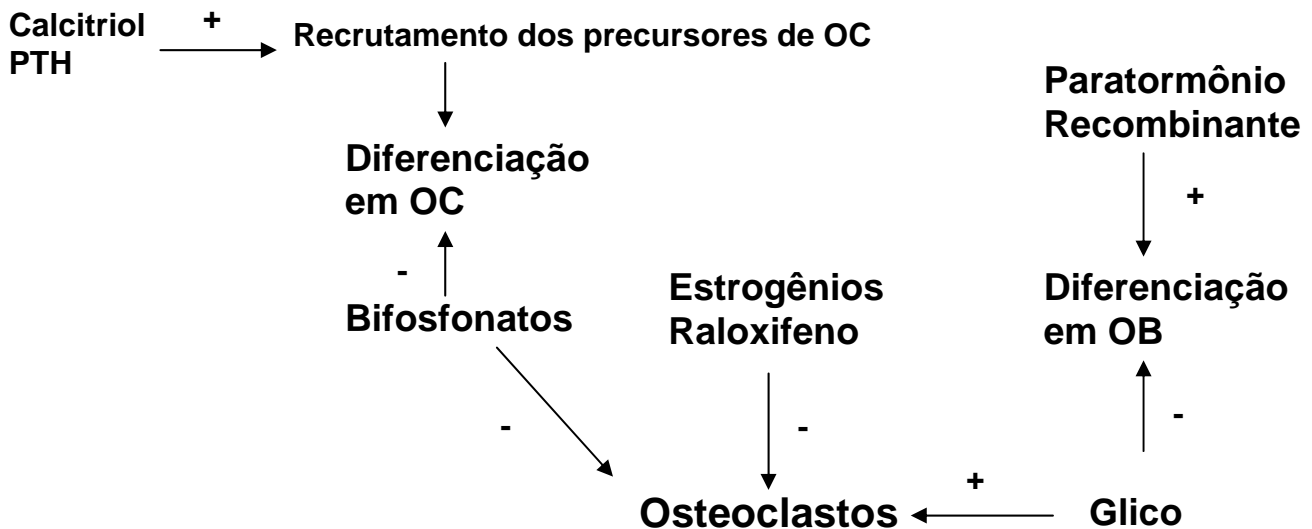 Calcitriol
PTH
+
Recrutamento dos precursores de OC
Paratormônio
Recombinante
Diferenciação
em OC
+
-
Bifosfonatos
Estrogênios
Raloxifeno
Diferenciação
em OB
-
-
-
+
Osteoclastos
Glico